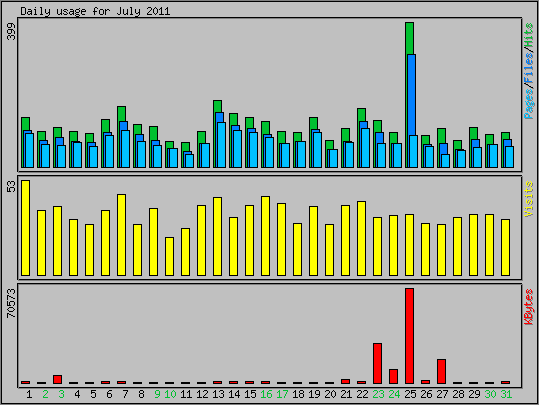 Daily usage for July 2011
399
Pages/Files/Hits
53
Visits
70573
KBytes
1 2 3 4 5 6 7 8 9 10 11 12 13 14 15 16 17 18 19 20 21 22 23 24 25 26 27 28 29 30 31